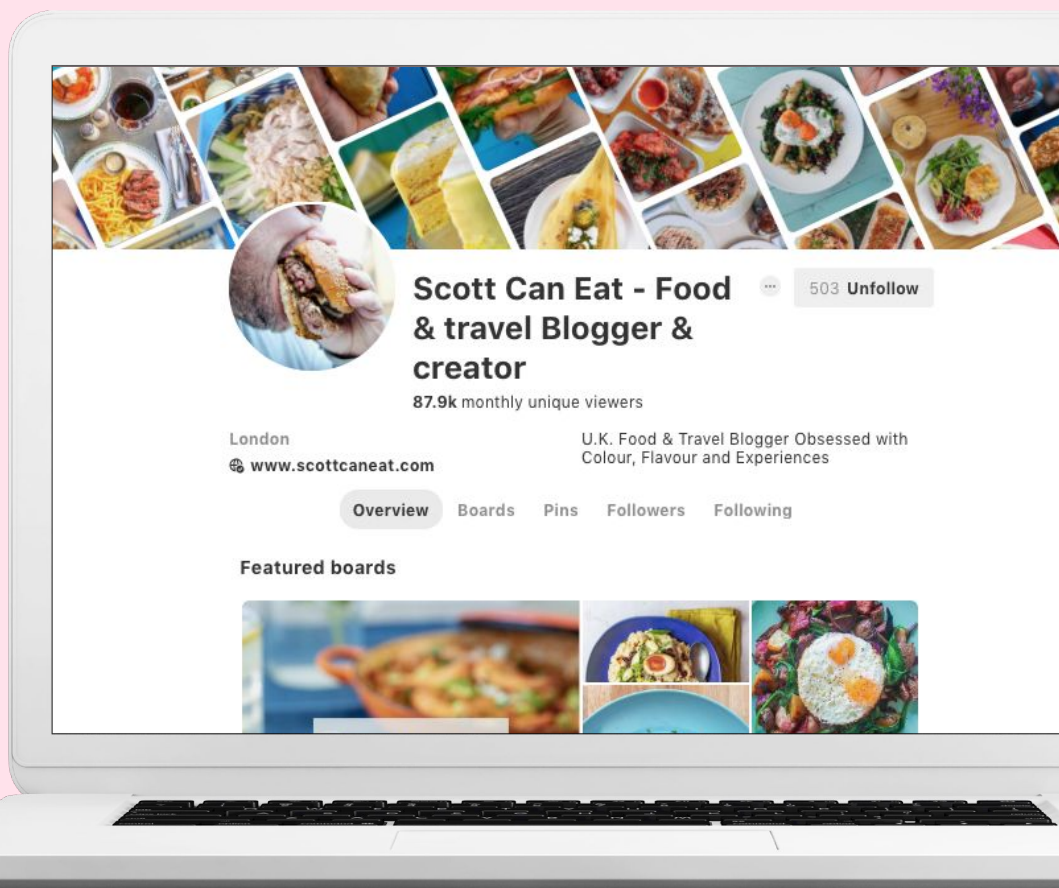 Scott Can Eat - Food
& travel Blogger &
creator
503 Unfollow
87.9k monthly unique viewers
London
www.scottcaneat.com
U.K. Food & Travel Blogger Obsessed with
Colour, Flavour and Experiences
Overview Boards Pins Followers Following
Featured boards